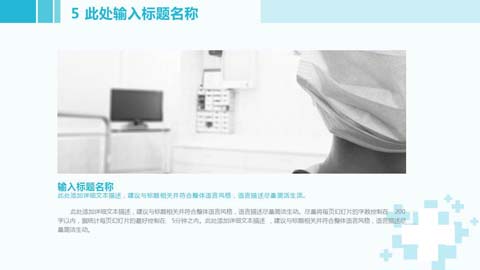 5 此处输入标题名称
输入标题名称
此处添加详细文本描述，建议与标题相关并符合整体语言风格，语言描述尽量简洁生动。
此处添加详细文本描述，建议与标题相关并符合整体语言风格，语言描述尽量简洁生动。尽量将每页幻灯片的字数控制在 200
字以内，据统计每页幻灯片的最好控制在 5分钟之内。此处添加详细文本描述，建议与标题相关并符合整体语言风格，语言描述尽
量简洁生动。